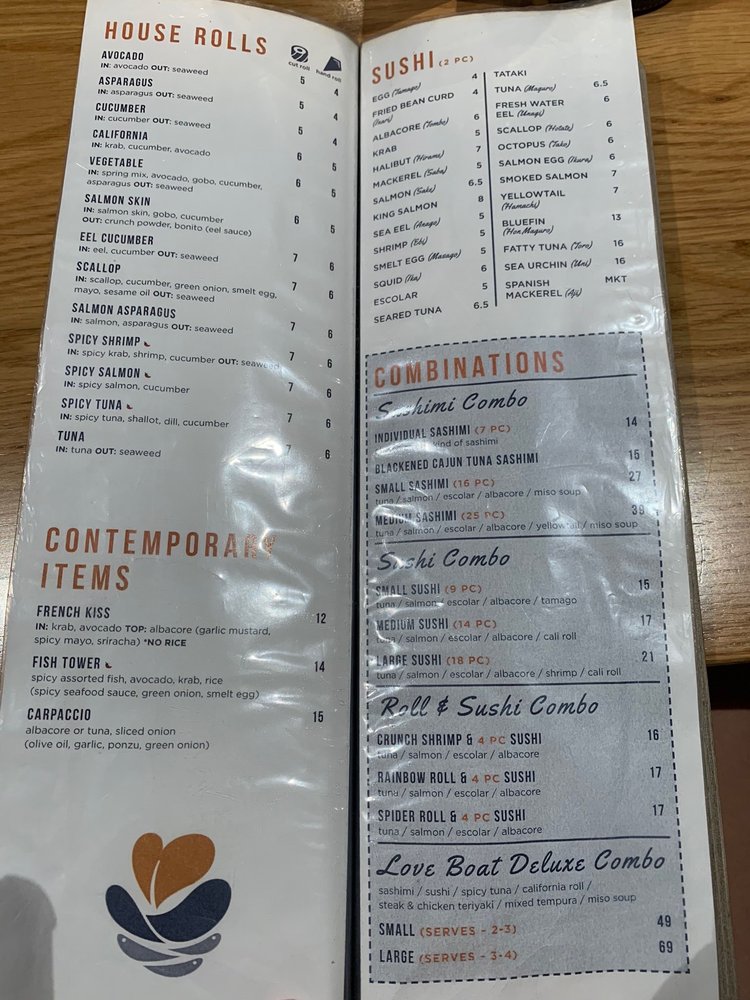 HOUSE ROLLS
cut roll hand roll
AVOCADO 5 4
IN: avocado OUT: seaweed
ASPARAGUS 5 4
IN: asparagus OUT: seaweed
CUCUMBER 5 4
IN: cucumber OUT: seaweed
CALIFORNIA 6 5
IN: krab, cucumber, avocado
VEGETABLE 6 5
IN: spring mix, avocado, gobo, cucumber,
asparagus OUT: seaweed
SALMON SKIN 6 5
IN: salmon skin, gobo, cucumber
OUT: crunch powder, bonito (eel sauce)
EEL CUCUMBER 7 6
IN: eel, cucumber OUT: seaweed
SCALLOP 7 6
IN: scallop, cucumber, green onion, smelt egg,
mayo, sesame oil OUT: seaweed
SALMON ASPARAGUS 7 6
IN: salmon, asparagus OUT: seaweed
SPICY SHRIMP 7 6
IN: spicy krab, shrimp, cucumber OUT: seaweed
SPICY SALMON 7 6
IN: spicy salmon, cucumber
SPICY TUNA 7 6
IN: spicy tuna, shallot, dill, cucumber
TUNA 7 6
IN: tuna OUT: seaweed
CONTEMPORARY
ITEMS
FRENCH KISS 12
IN: krab, avocado TOP: albacore (garlic mustard,
spicy mayo, sriracha) *NO RICE
FISH TOWER 14
spicy assorted fish, avocado, krab, rice
(spicy seafood sauce, green onion, smelt egg)
CARPACCIO 15
albacore or tuna, sliced onion
(olive oil, garlic, ponzu, green onion)
SUSHI (2 PC)
EGG (Tamago) 4
FRIED BEAN CURD 4
(Inari)
ALBACORE (Tombo) 6
KRAB 5
HALIBUT (Hirame) 7
MACKEREL (Saba) 5
SALMON (Sake) 6.5
KING SALMON 8
SEA EEL (Anago) 5
SHRIMP (Ebi) 5
SMELT EGG (Masago) 5
SQUID (Ika) 6
ESCOLAR 5
SEARED TUNA 6.5
TATAKI
TUNA (Maguro) 6.5
FRESH WATER 6
EEL (Unagi)
SCALLOP (Hotate) 6
OCTOPUS (Tako) 6
SALMON EGG (Ikura) 6
SMOKED SALMON 7
YELLOWTAIL 7
(Hamachi)
BLUEFIN 13
(Hon Maguro)
FATTY TUNA (Toro) 16
SEA URCHIN (Uni) 16
SPANISH MKT
MACKEREL (Aji)
COMBINATIONS
Sashimi Combo
INDIVIDUAL SASHIMI (7 PC) 14
kind of sashimi
BLACKENED CAJUN TUNA SASHIMI 15
SMALL SASHIMI (16 PC) 27
tuna / salmon / escolar / albacore / miso soup
MEDIUM SASHIMI (25 PC) 39
tuna / salmon / escolar / albacore / yellowtail / miso soup
Sushi Combo
SMALL SUSHI (9 PC) 15
tuna / salmon / escolar / albacore / tamago
MEDIUM SUSHI (14 PC) 17
tuna / salmon / escolar / albacore / cali roll
LARGE SUSHI (18 PC) 21
tuna / salmon / escolar / albacore / shrimp / cali roll
Roll & Sushi Combo
CRUNCH SHRIMP & 4 PC SUSHI 16
tuna / salmon / escolar / albacore
RAINBOW ROLL & 4 PC SUSHI 17
tuna / salmon / escolar / albacore
SPIDER ROLL & 4 PC SUSHI 17
tuna / salmon / escolar / albacore
Love Boat Deluxe Combo
sashimi / sushi / spicy tuna / california roll /
steak & chicken teriyaki / mixed tempura / miso soup
SMALL (SERVES - 2-3) 49
LARGE (SERVES - 3-4) 69